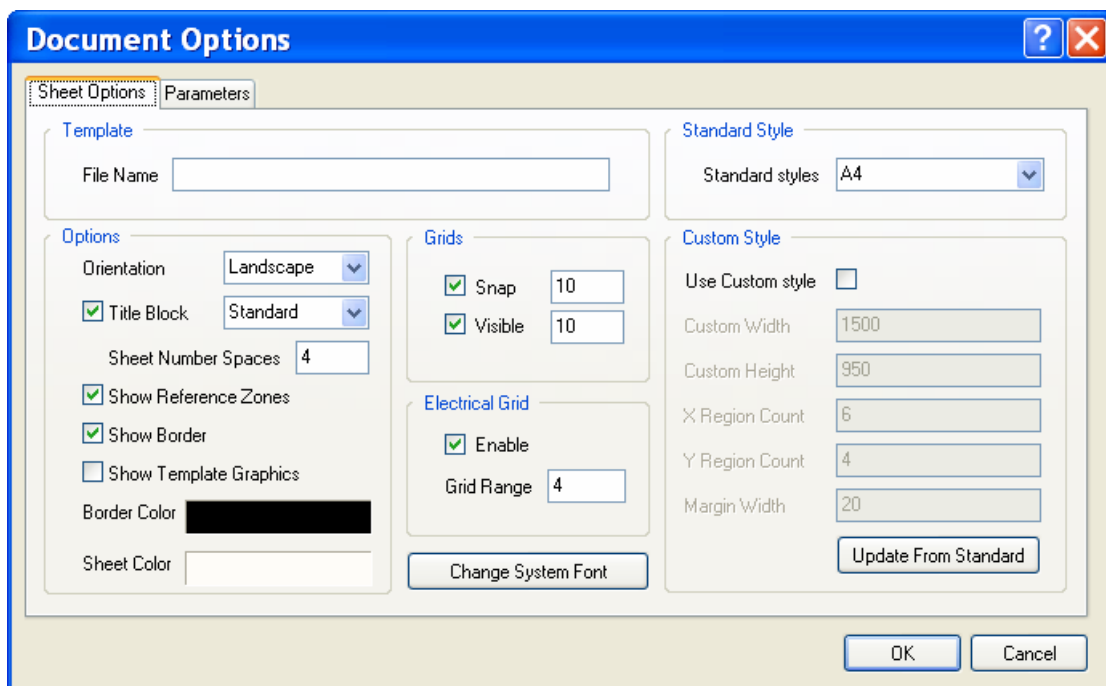 Document Options
?
Sheet Options Parameters
Template
File Name
Standard Style
Standard styles A4
Options
Orientation Landscape
Title Block Standard
Sheet Number Spaces 4
Show Reference Zones
Show Border
Show Template Graphics
Border Color
Sheet Color
Grids
Snap 10
Visible 10
Electrical Grid
Enable
Grid Range 4
Change System Font
Custom Style
Use Custom style
Custom Width 1500
Custom Height 950
X Region Count 6
Y Region Count 4
Margin Width 20
Update From Standard
OK Cancel